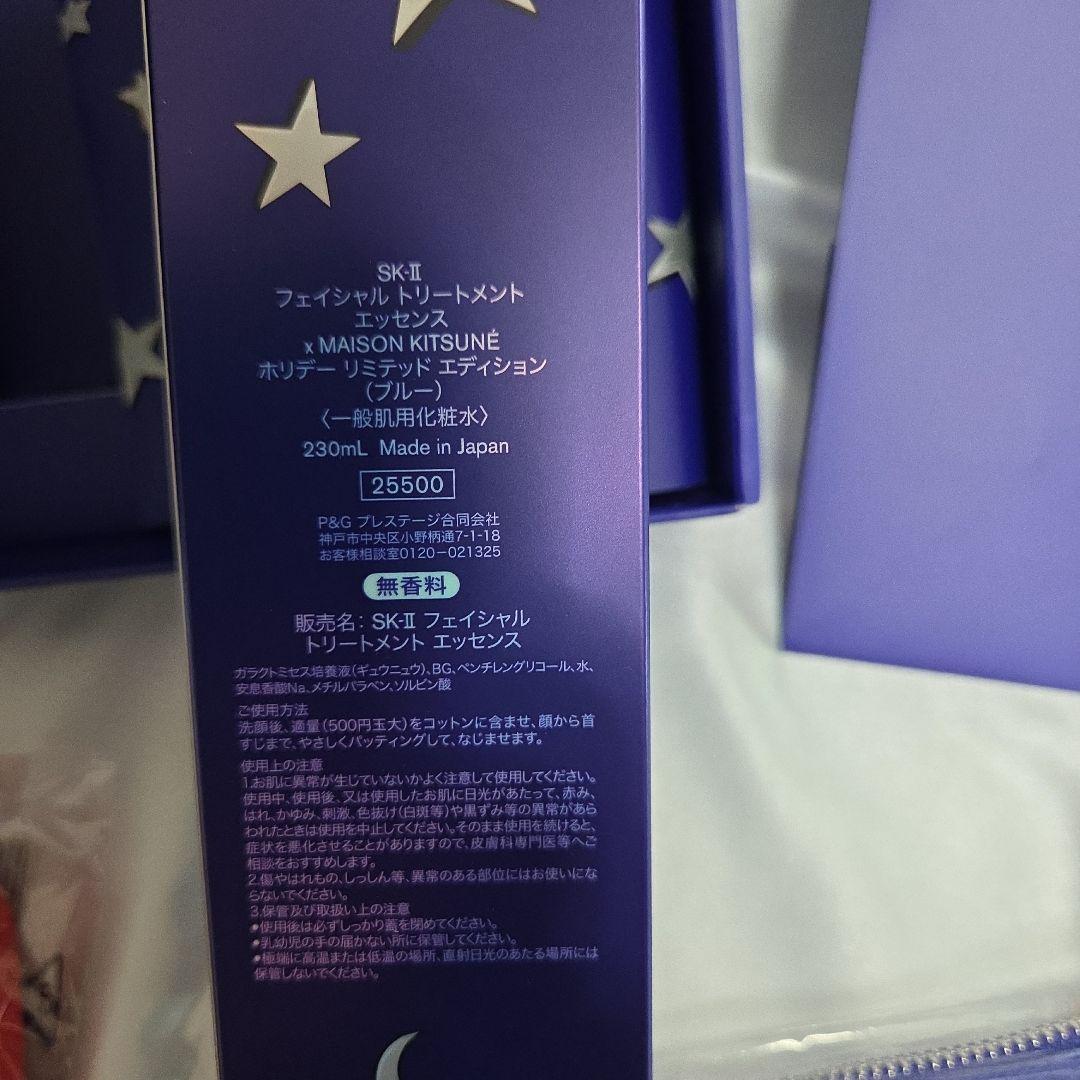 SK-II
フェイシャル トリートメント
エッセンス
x MAISON KITSUNÉ
ホリデー リミテッド エディション
（ブルー）
〈一般肌用化粧水〉
230mL Made in Japan
25500
P&G プレステージ合同会社
神戸市中央区小野柄通7-1-18
お客様相談室0120-021325
無香料
販売名：SK-II フェイシャル
トリートメント エッセンス
ガラクトミセス培養液（ギュウニュウ）、BG、ペンチレングリコール、水、
安息香酸Na、メチルパラベン、ソルビン酸
ご使用方法
洗顔後、適量（500円玉大）をコットンに含ませ、顔から首
すじまで、やさしくパッティングして、なじませます。
使用上の注意
1.お肌に異常が生じていないかよく注意して使用してください。
使用中、使用後、又は使用したお肌に日光があたって、赤み、
はれ、かゆみ、刺激、色抜け（白斑等）や黒ずみ等の異常があら
われたときは使用を中止してください。そのまま使用を続けると、
症状を悪化させることがありますので、皮膚科専門医等へご
相談をおすすめします。
2.傷やはれもの、しっしん等、異常のある部位にはお使いにな
らないでください。
3.保管及び取扱い上の注意
•使用後は必ずしっかり蓋を閉めてください。
•乳幼児の手の届かない所に保管してください。
•極端に高温または低温の場所、直射日光のあたる場所には
保管しないでください。